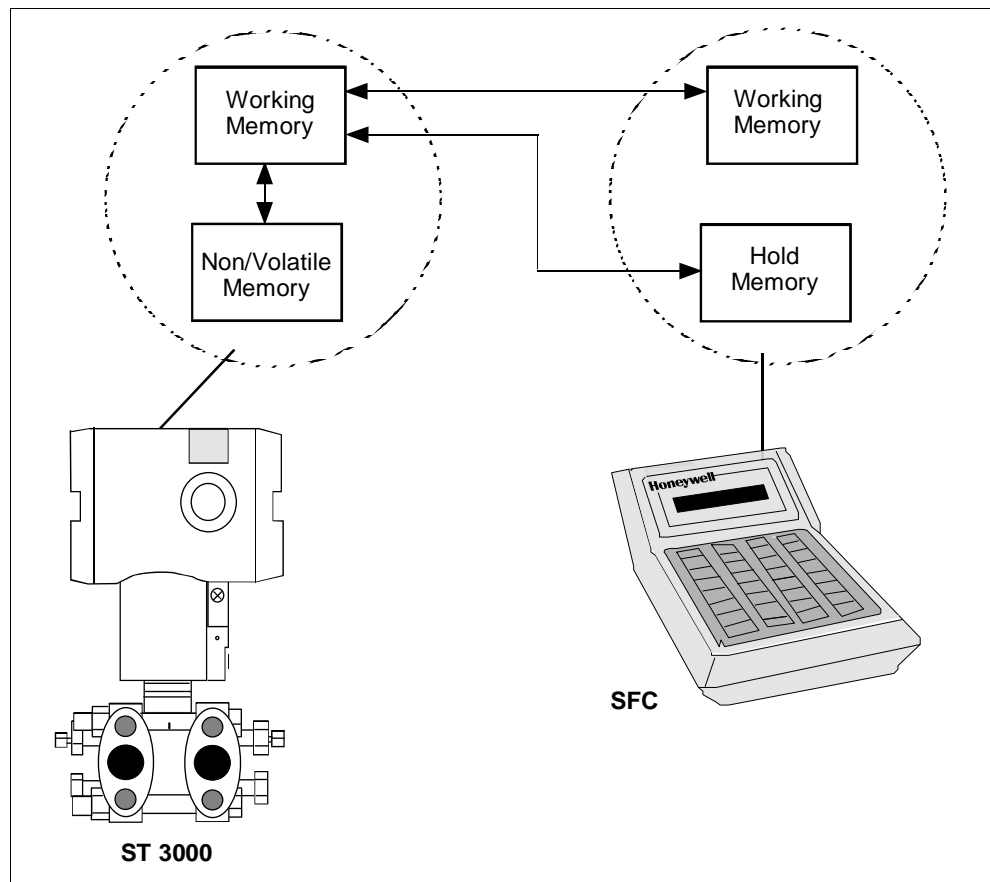 Working
Memory
Working
Memory
Non/Volatile
Memory
Hold
Memory
Honeywell
SFC
ST 3000